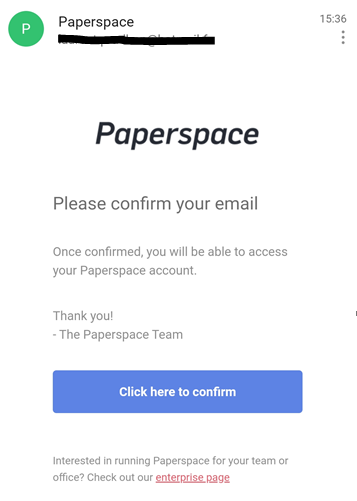 P
Paperspace
15:36
Paperspace
Please confirm your email
Once confirmed, you will be able to access
your Paperspace account.
Thank you!
- The Paperspace Team
Click here to confirm
Interested in running Paperspace for your team or
office? Check out our enterprise page